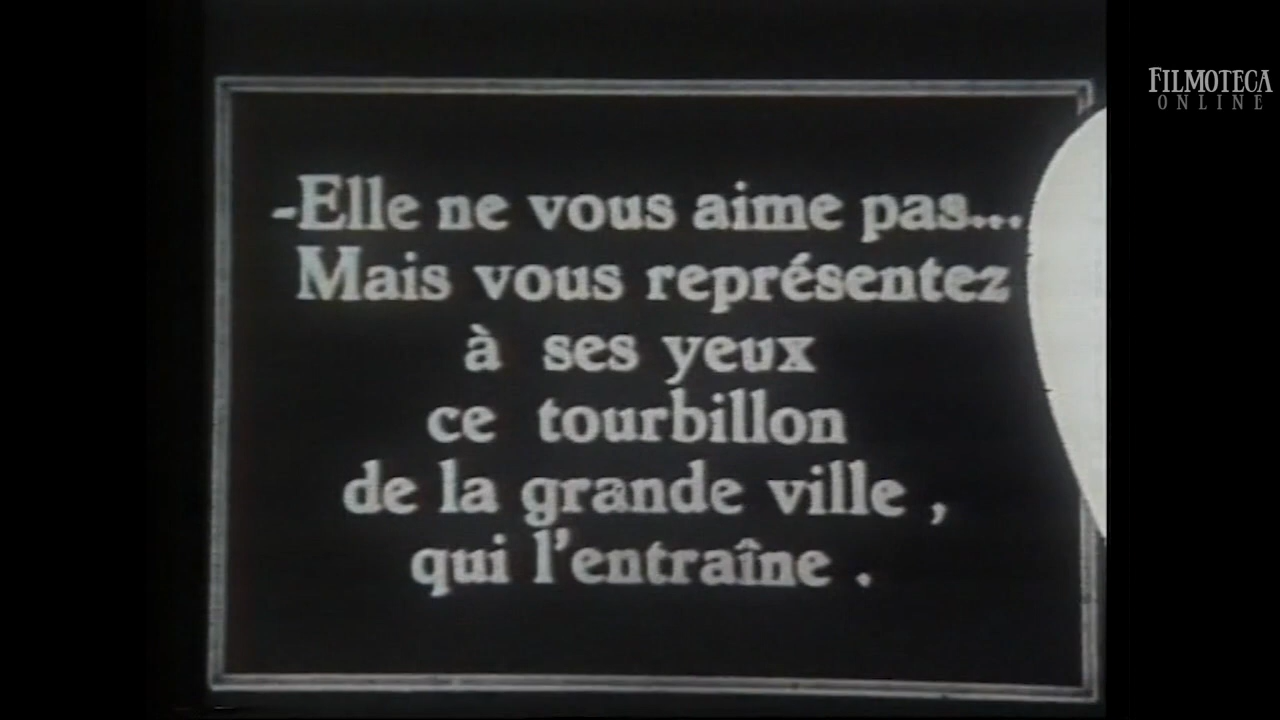 -Elle ne vous aime pas...
Mais vous représentez
à ses yeux
ce tourbillon
de la grande ville ,
qui l'entraîne .
FILMOTECA
ONLINE